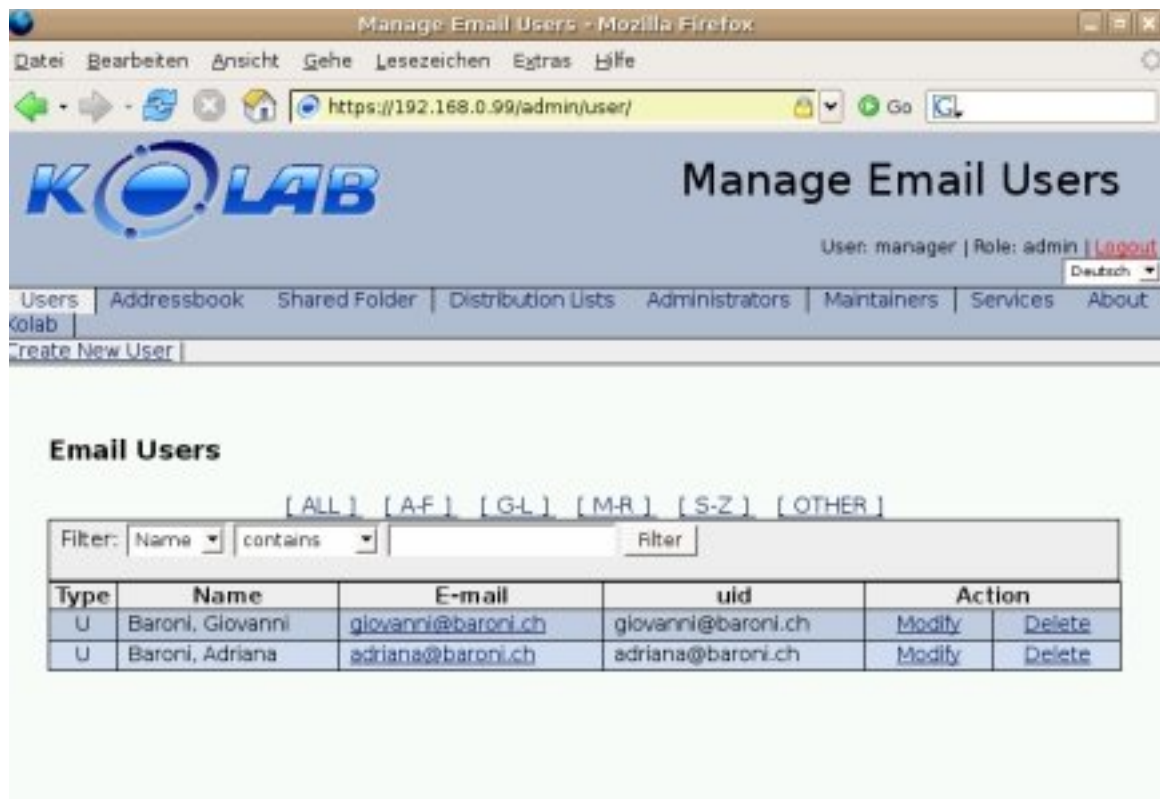 Manage Email Users - Mozilla Firefox
Datei Bearbeiten Ansicht Gehe Lesezeichen Extras Hilfe
https://192.168.0.99/admin/user/ Go G
KOLAB
Manage Email Users
User: manager | Role: admin | Logout
Deutsch
Users | Addressbook Shared Folder | Distribution Lists Administrators | Maintainers | Services About
Kolab |
Create New User |
Email Users
[ ALL ] [ A-F ] [ G-L ] [ M-R ] [ S-Z ] [ OTHER ]
Filter: Name contains Filter
Type Name E-mail uid Action
U Baroni, Giovanni giovanni@baroni.ch giovanni@baroni.ch Modify Delete
U Baroni, Adriana adriana@baroni.ch adriana@baroni.ch Modify Delete